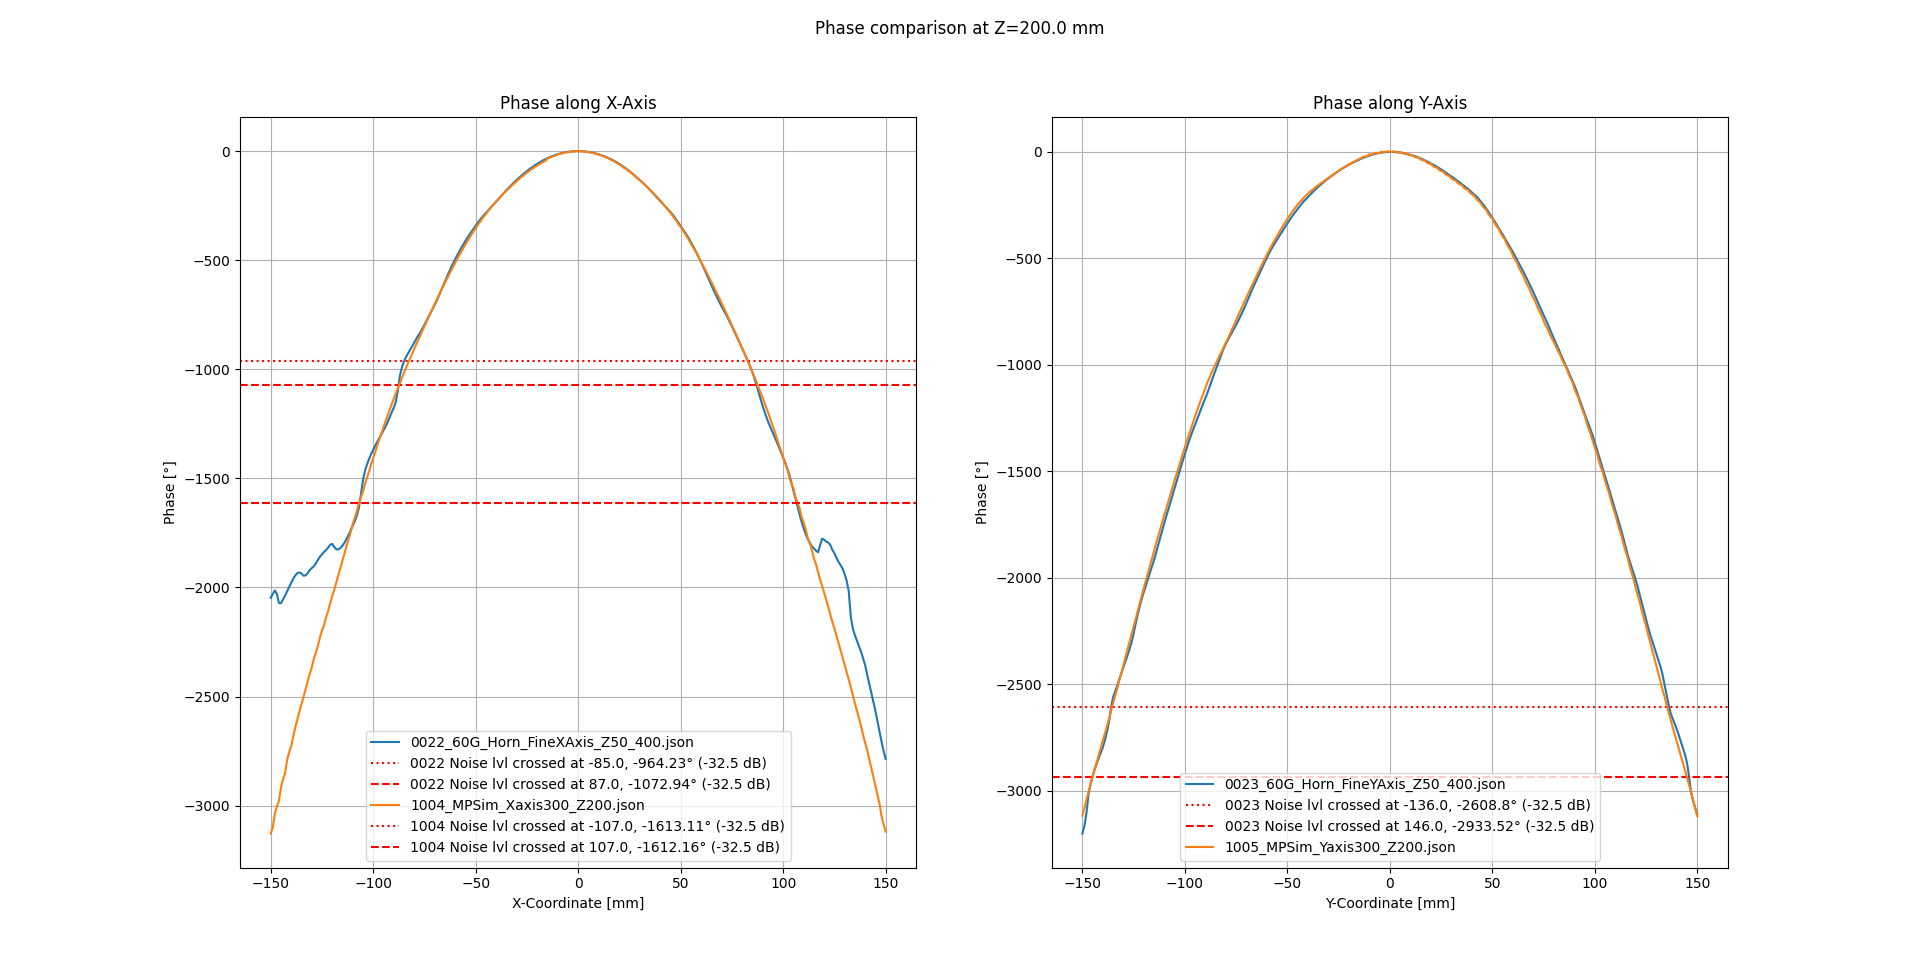 Phase comparison at Z=200.0 mm
Phase along X-Axis
Phase [°]
0
−500
−1000
−1500
−2000
−2500
−3000
0022_60G_Horn_FineXAxis_Z50_400.json
0022 Noise lvl crossed at -85.0, -964.23° (-32.5 dB)
0022 Noise lvl crossed at 87.0, -1072.94° (-32.5 dB)
1004_MPSim_Xaxis300_Z200.json
1004 Noise lvl crossed at -107.0, -1613.11° (-32.5 dB)
1004 Noise lvl crossed at 107.0, -1612.16° (-32.5 dB)
−150 −100 −50 0 50 100 150
X-Coordinate [mm]
Phase along Y-Axis
Phase [°]
0
−500
−1000
−1500
−2000
−2500
−3000
0023_60G_Horn_FineYAxis_Z50_400.json
0023 Noise lvl crossed at -136.0, -2608.8° (-32.5 dB)
0023 Noise lvl crossed at 146.0, -2933.52° (-32.5 dB)
1005_MPSim_Yaxis300_Z200.json
−150 −100 −50 0 50 100 150
Y-Coordinate [mm]